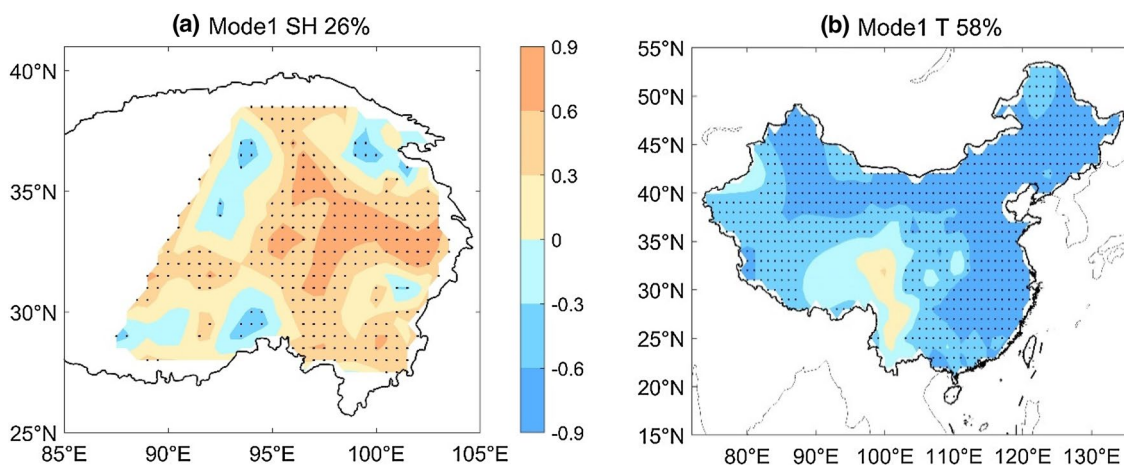 (a) Mode1 SH 26%
40°N
35°N
30°N
25°N
85°E 90°E 95°E 100°E 105°E
0.9
0.6
0.3
0
-0.3
-0.6
-0.9
(b) Mode1 T 58%
55°N
50°N
45°N
40°N
35°N
30°N
25°N
20°N
15°N
80°E 90°E 100°E 110°E 120°E 130°E